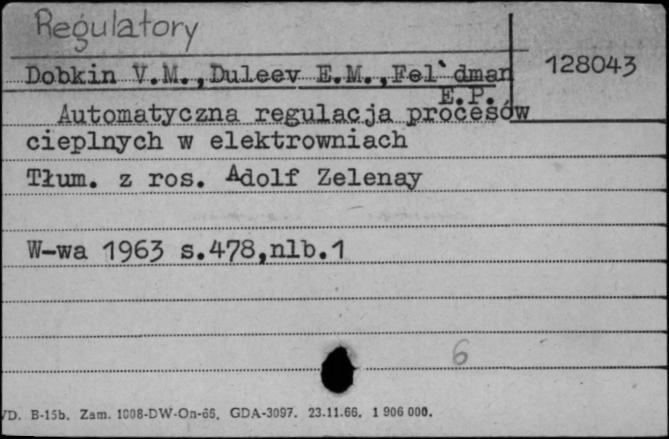 Regulatory
128043
Dobkin V.M.,Duleev E.M.,Fel`dman
E.P.
Automatyczna regulacja procesów
cieplnych w elektrowniach
Tłum. z ros. Adolf Zelenay
W-wa 1963 s.478,nlb.1
6
VD. B-15b. Zam. 1008-DW-On-66. GDA-3097. 23.11.66. 1 906 000.